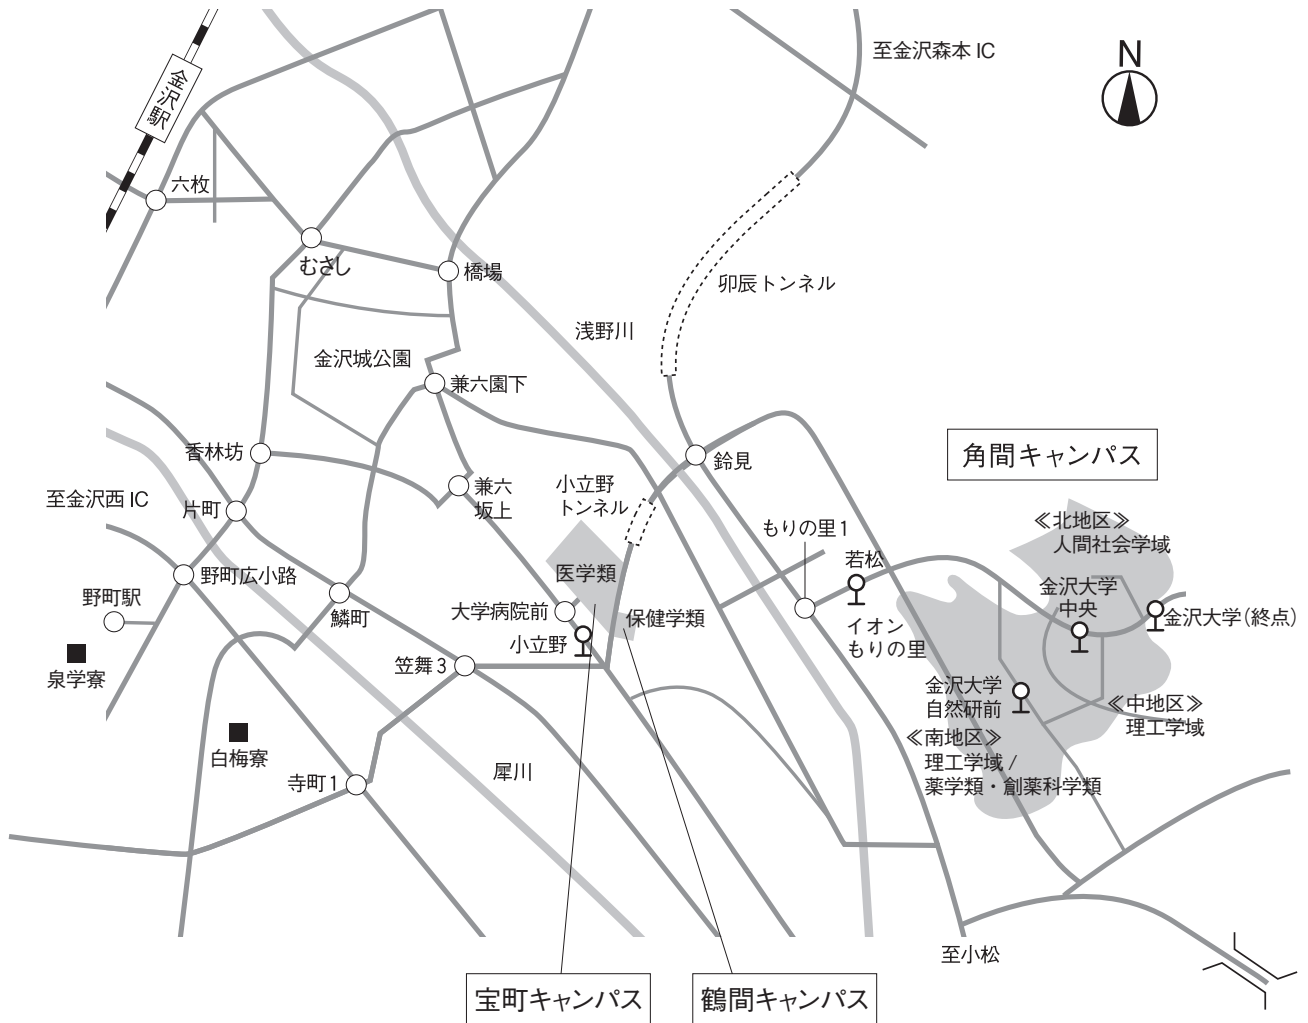 至金沢森本 IC
N
金沢駅
六枚
むさし
橋場
卯辰トンネル
浅野川
金沢城公園
兼六園下
角間キャンパス
香林坊
鈴見
至金沢西 IC
片町
兼六
坂上
小立野
トンネル
もりの里 1
≪北地区≫
人間社会学域
若松
野町広小路
野町駅
鱗町
医学類
大学病院前
小立野
保健学類
イオン
もりの里
金沢大学
中央
金沢大学(終点)
泉学寮
笠舞 3
金沢大学
自然研前
≪中地区≫
理工学域
白梅寮
≪南地区≫
理工学域 /
薬学類・創薬科学類
寺町 1
犀川
至小松
宝町キャンパス
鶴間キャンパス